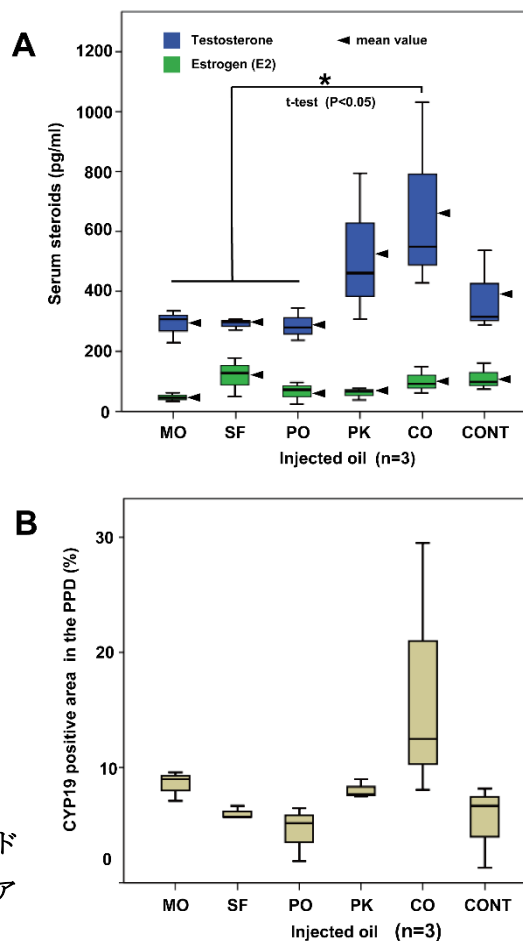 A
Testosterone
mean value
Estrogen (E2)
*
t-test (P<0.05)
Serum steroids (pg/ml)
1200
1000
800
600
400
200
0
MO SF PO PK CO CONT
Injected oil (n=3)
B
CYP19 positive area in the PPD (%)
30
20
10
0
MO SF PO PK CO CONT
Injected oil (n=3)
ド
ア